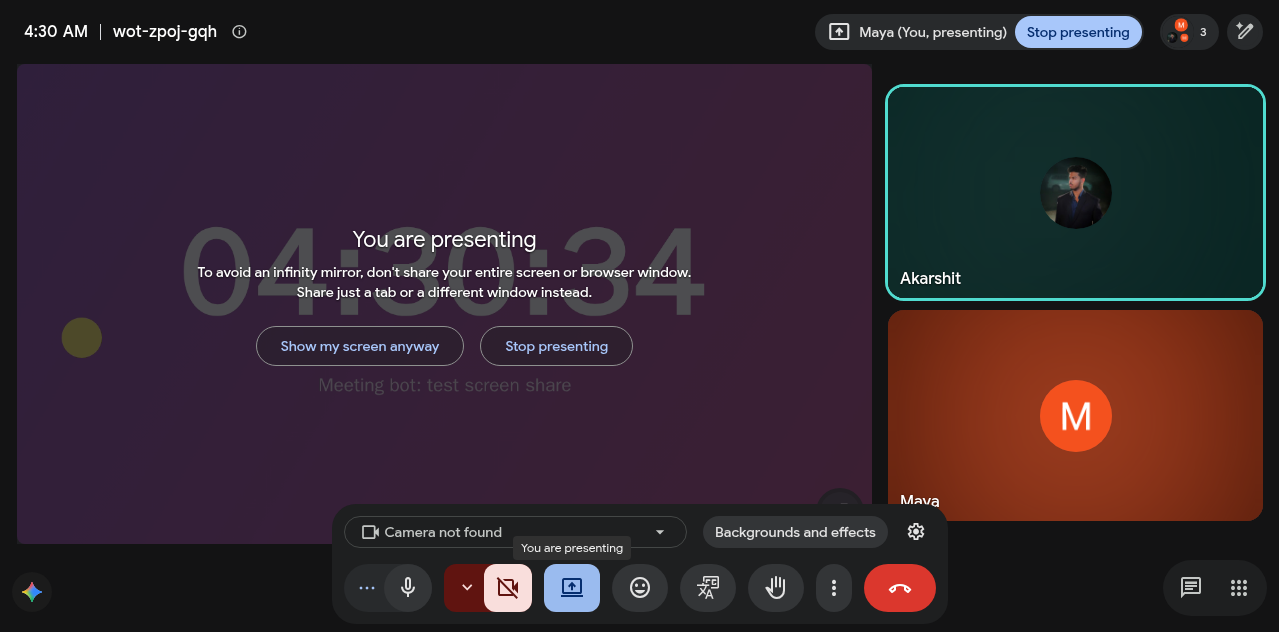 4:30 AM | wot-zpoj-gqh
Maya (You, presenting)
Stop presenting
M
M
3
04:30:34
You are presenting
To avoid an infinity mirror, don't share your entire screen or browser window.
Share just a tab or a different window instead.
Show my screen anyway
Stop presenting
Meeting bot: test screen share
Akarshit
M
Maya
Camera not found
Backgrounds and effects
You are presenting